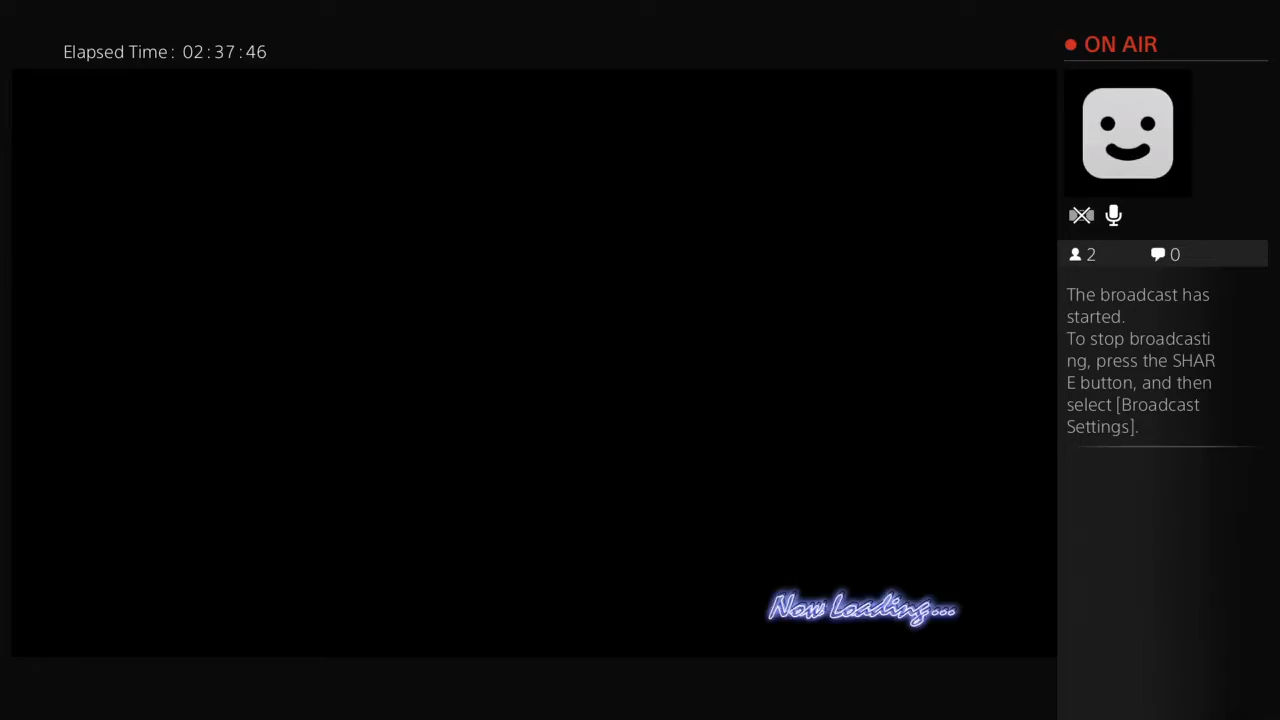 Elapsed Time: 02:37:46
ON AIR
2 0
The broadcast has
started.
To stop broadcasti
ng, press the SHAR
E button, and then
select [Broadcast
Settings].
Now Loading...